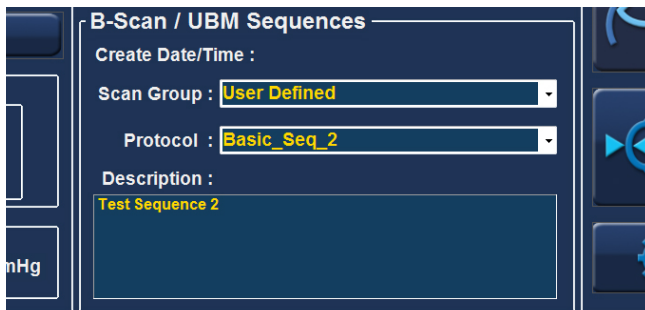 B-Scan / UBM Sequences
Create Date/Time :
Scan Group : User Defined
Protocol : Basic_Seq_2
Description :
Test Sequence 2
mHg